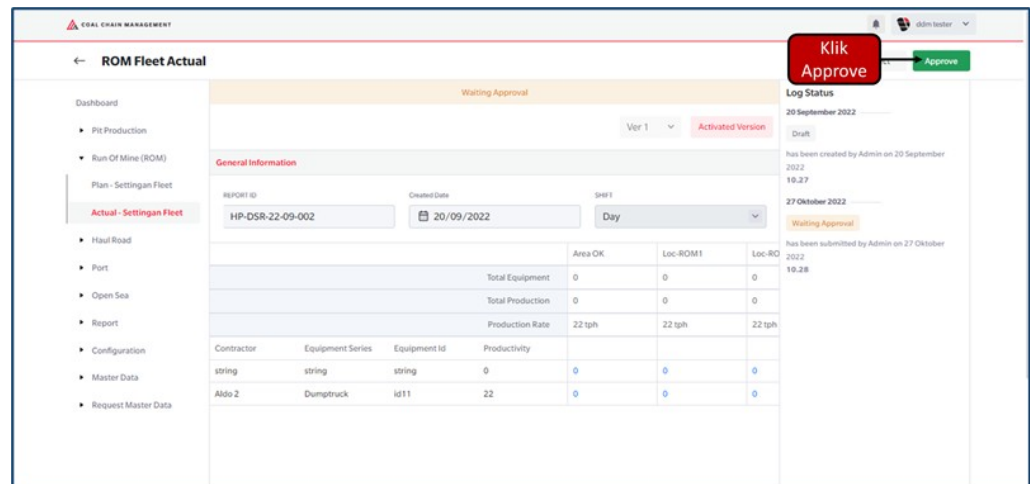 COAL CHAIN MANAGEMENT
ddm tester
← ROM Fleet Actual
Klik
Approve
Approve
Dashboard
Pit Production
Run Of Mine (ROM)
Plan - Settingan Fleet
Actual - Settingan Fleet
Haul Road
Port
Open Sea
Report
Configuration
Master Data
Request Master Data
Waiting Approval
Ver 1
Activated Version
General Information
REPORT ID
Created Date
SHIFT
HP-DSR-22-09-002
20/09/2022
Day
Area OK Loc-ROM1 Loc-RO
Total Equipment 0 0 0
Total Production 0 0 0
Production Rate 22 tph 22 tph 22 tph
Contractor Equipment Series Equipment Id Productivity
string string string 0 0 0 0
Aldo 2 Dumptruck id11 22 0 0 0
Log Status
20 September 2022
Draft
has been created by Admin on 20 September
2022
10.27
27 Oktober 2022
Waiting Approval
has been submitted by Admin on 27 Oktober
2022
10.28